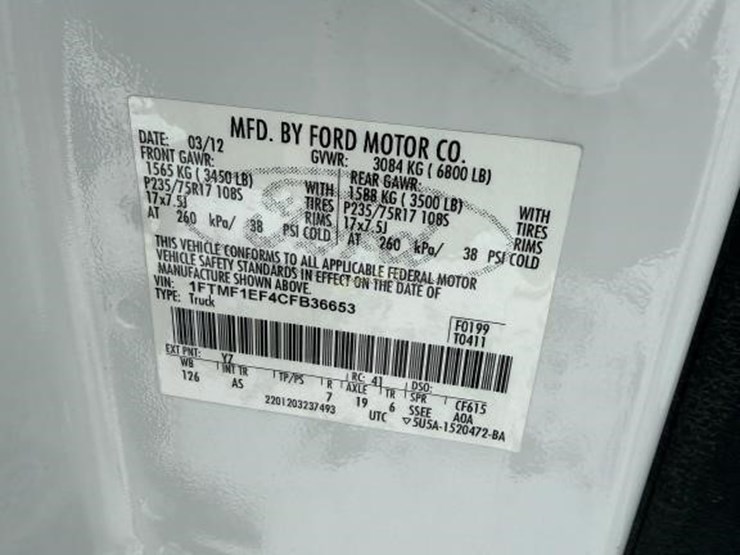 MFD. BY FORD MOTOR CO.
DATE: 03/12 GVWR: 3084 KG ( 6800 LB)
FRONT GAWR: REAR GAWR:
1565 KG ( 3450 LB) WITH 1588 KG ( 3500 LB) WITH
P235/75R17 108S TIRES P235/75R17 108S TIRES
17x7.5J RIMS 17x7.5J RIMS
AT 260 kPa/ 38 PSI COLD AT 260 kPa/ 38 PSI COLD
THIS VEHICLE CONFORMS TO ALL APPLICABLE FEDERAL MOTOR
VEHICLE SAFETY STANDARDS IN EFFECT ON THE DATE OF
MANUFACTURE SHOWN ABOVE.
VIN: 1FTMF1EF4CFB36653
TYPE: Truck
F0199
T0411
EXT PNT: YZ RC: 41 DSO:
WB INT TR TP/PS R AXLE TR SPR CF615
126 AS 7 19 6 SSEE A0A
2201203237493 UTC ▽5U5A-1520472-BA
Ford